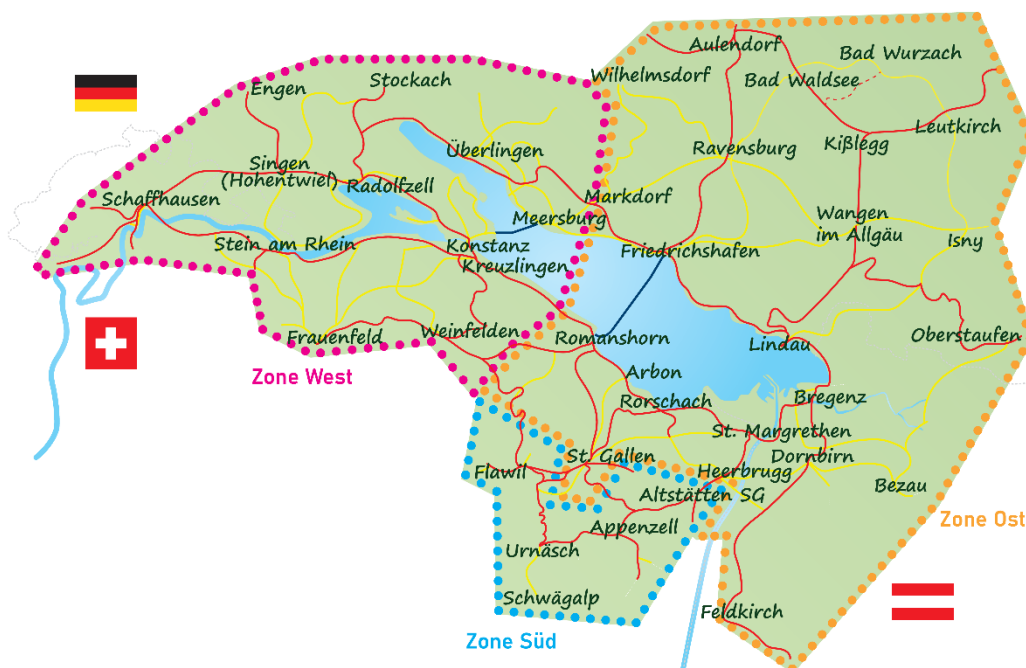 Aulendorf
Bad Wurzach
Wilhelmsdorf
Bad Waldsee
Stockach
Engen
Leutkirch
Überlingen
Ravensburg
Kißlegg
Singen
(Hohentwiel)
Radolfzell
Schaffhausen
Markdorf
Meersburg
Wangen
im Allgäu
Isny
Stein am Rhein
Konstanz
Kreuzlingen
Friedrichshafen
Frauenfeld
Weinfelden
Romanshorn
Lindau
Oberstaufen
Zone West
Arbon
Rorschach
Bregenz
St. Margrethen
Dornbirn
St. Gallen
Flawil
Heerbrugg
Bezau
Altstätten SG
Zone Ost
Appenzell
Urnäsch
Schwägalp
Feldkirch
Zone Süd